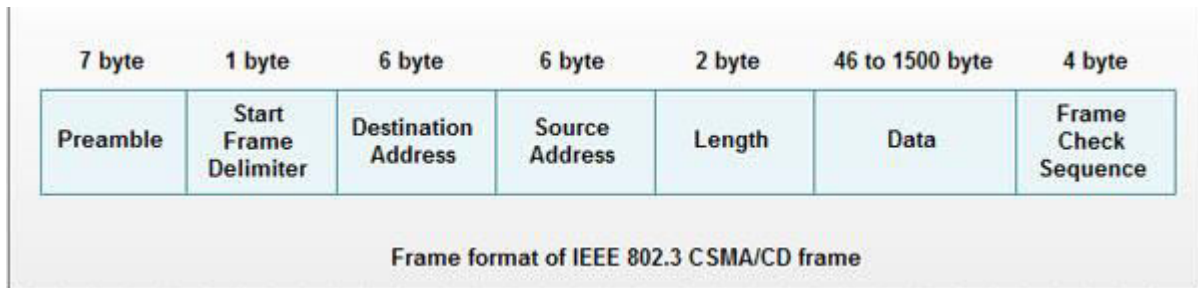 7 byte 1 byte 6 byte 6 byte 2 byte 46 to 1500 byte 4 byte
Preamble
Start
Frame
Delimiter
Destination
Address
Source
Address
Length
Data
Frame
Check
Sequence
Frame format of IEEE 802.3 CSMA/CD frame